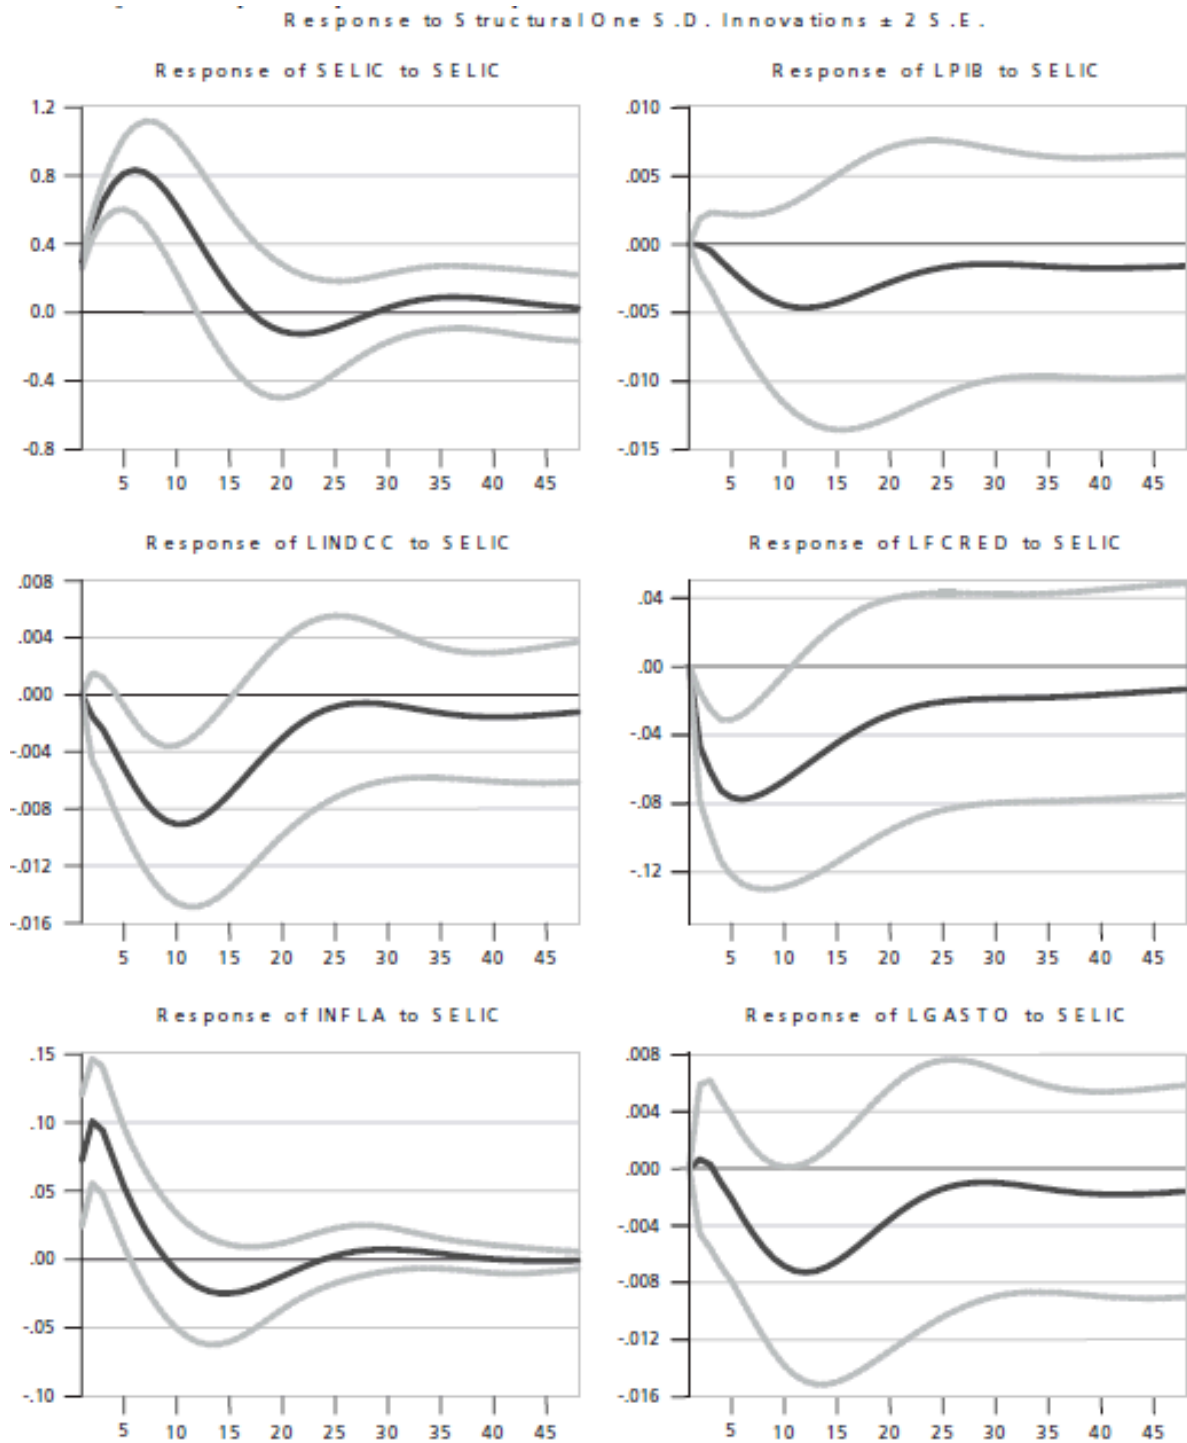 Response to Structural One S.D. Innovations ± 2 S.E.
Response of SELIC to SELIC
1.2
0.8
0.4
0.0
-0.4
-0.8
5 10 15 20 25 30 35 40 45
Response of LPIB to SELIC
.010
.005
.000
-.005
-.010
-.015
5 10 15 20 25 30 35 40 45
Response of LINDCC to SELIC
.008
.004
.000
-.004
-.008
-.012
-.016
5 10 15 20 25 30 35 40 45
Response of LFCRED to SELIC
.04
.00
-.04
-.08
-.12
5 10 15 20 25 30 35 40 45
Response of INFLA to SELIC
.15
.10
.05
.00
-.05
-.10
5 10 15 20 25 30 35 40 45
Response of LGASTO to SELIC
.008
.004
.000
-.004
-.008
-.012
-.016
5 10 15 20 25 30 35 40 45